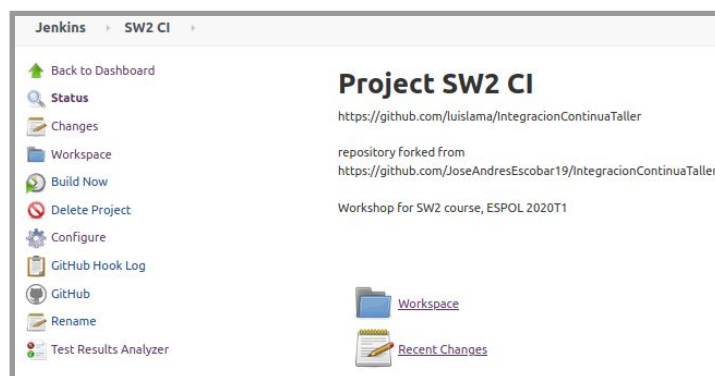 Jenkins SW2 CI
Back to Dashboard
Status
Changes
Workspace
Build Now
Delete Project
Configure
GitHub Hook Log
GitHub
Rename
Test Results Analyzer
Project SW2 CI
https://github.com/luislama/IntegracionContinuaTaller
repository forked from
https://github.com/JoseAndresEscobar19/IntegracionContinuaTaller
Workshop for SW2 course, ESPOL 2020T1
Workspace
Recent Changes